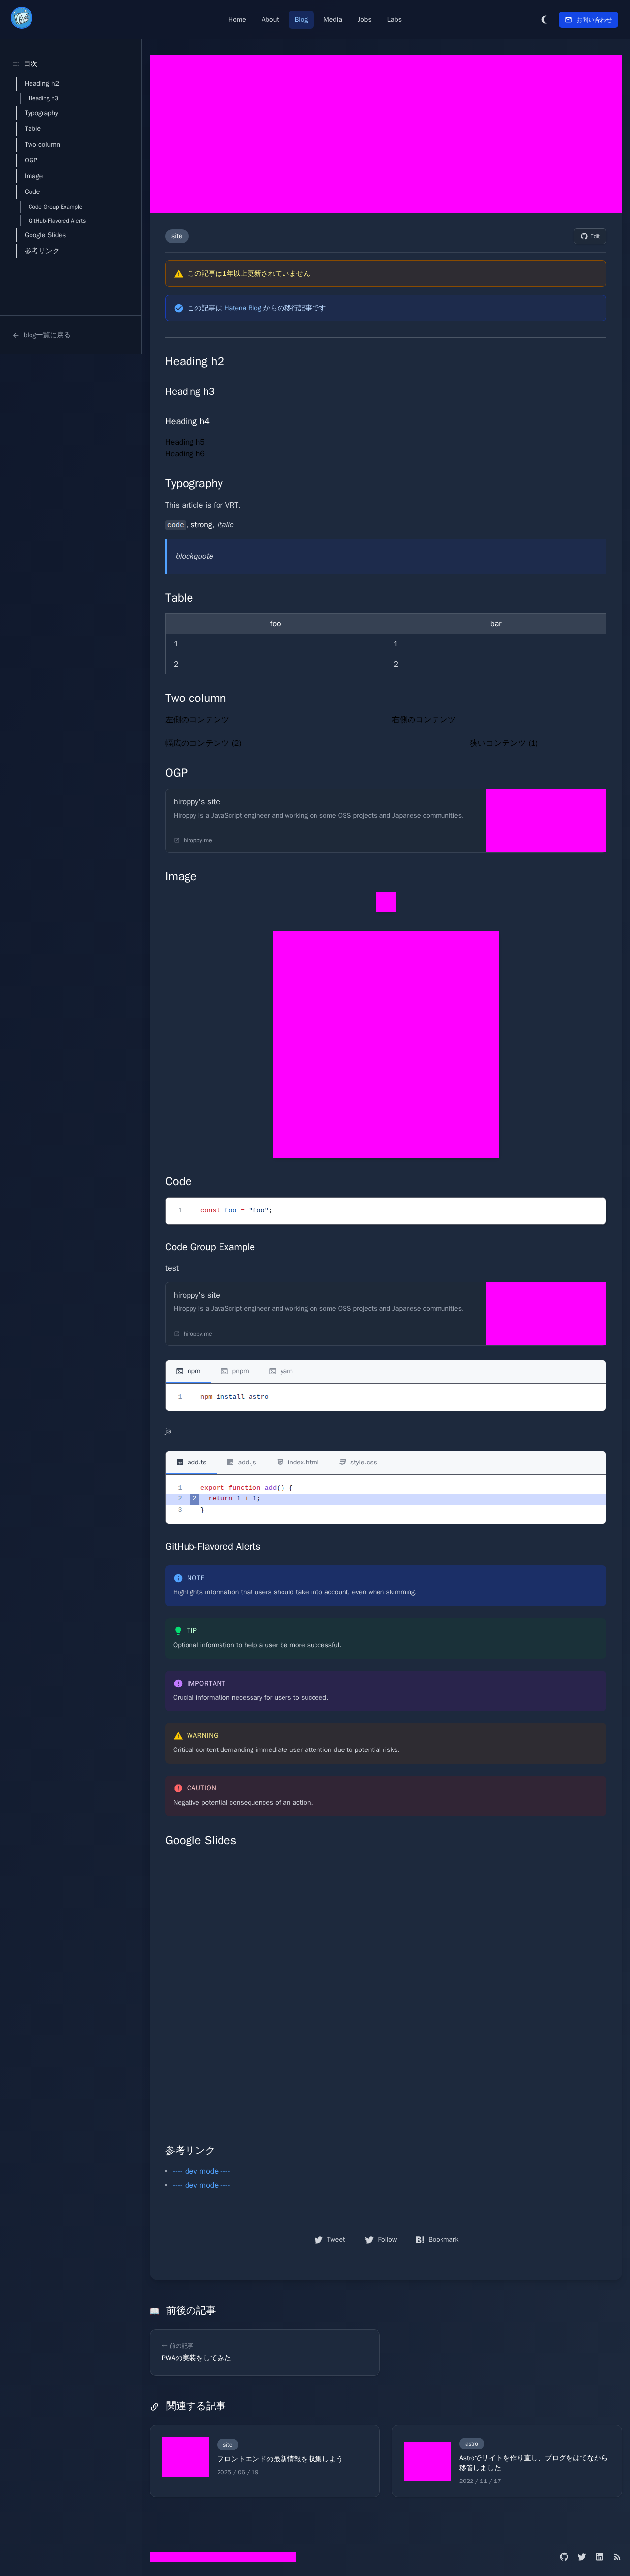 Home About Blog Media Jobs Labs お問い合わせ
目次
Heading h2
Heading h3
Typography
Table
Two column
OGP
Image
Code
Code Group Example
GitHub-Flavored Alerts
Google Slides
参考リンク
blog一覧に戻る
site Edit
この記事は1年以上更新されていません
この記事は Hatena Blog からの移行記事です
Heading h2
Heading h3
Heading h4
Heading h5
Heading h6
Typography
This article is for VRT.
code, strong, italic
blockquote
Table
foo bar
1 1
2 2
Two column
左側のコンテンツ 右側のコンテンツ
幅広のコンテンツ (2) 狭いコンテンツ (1)
OGP
hiroppy's site
Hiroppy is a JavaScript engineer and working on some OSS projects and Japanese communities.
hiroppy.me
Image
Code
1 const foo = "foo";
Code Group Example
test
hiroppy's site
Hiroppy is a JavaScript engineer and working on some OSS projects and Japanese communities.
hiroppy.me
npm pnpm yarn
1 npm install astro
js
add.ts add.js index.html style.css
1 export function add() {
2 2 return 1 + 1;
3 }
GitHub-Flavored Alerts
NOTE
Highlights information that users should take into account, even when skimming.
TIP
Optional information to help a user be more successful.
IMPORTANT
Crucial information necessary for users to succeed.
WARNING
Critical content demanding immediate user attention due to potential risks.
CAUTION
Negative potential consequences of an action.
Google Slides
参考リンク
--- dev mode ---
--- dev mode ---
Tweet Follow B! Bookmark
前後の記事
← 前の記事
PWAの実装をしてみた
関連する記事
site
フロントエンドの最新情報を収集しよう
2025 / 06 / 19
astro
Astroでサイトを作り直し、ブログをはてなから
移管しました
2022 / 11 / 17